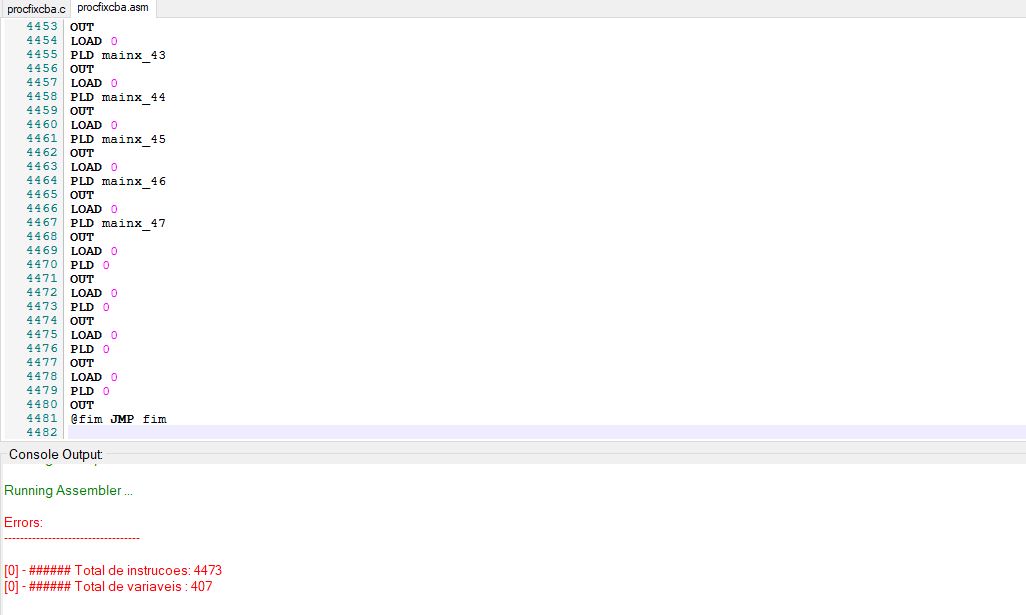 procfixcba.c procfixcba.asm
4453 OUT
4454 LOAD 0
4455 PLD mainx_43
4456 OUT
4457 LOAD 0
4458 PLD mainx_44
4459 OUT
4460 LOAD 0
4461 PLD mainx_45
4462 OUT
4463 LOAD 0
4464 PLD mainx_46
4465 OUT
4466 LOAD 0
4467 PLD mainx_47
4468 OUT
4469 LOAD 0
4470 PLD 0
4471 OUT
4472 LOAD 0
4473 PLD 0
4474 OUT
4475 LOAD 0
4476 PLD 0
4477 OUT
4478 LOAD 0
4479 PLD 0
4480 OUT
4481 @fim JMP fim
4482
Console Output:
Running Assembler ...
Errors:
----------------------------------
[0] - ###### Total de instrucoes: 4473
[0] - ###### Total de variaveis : 407